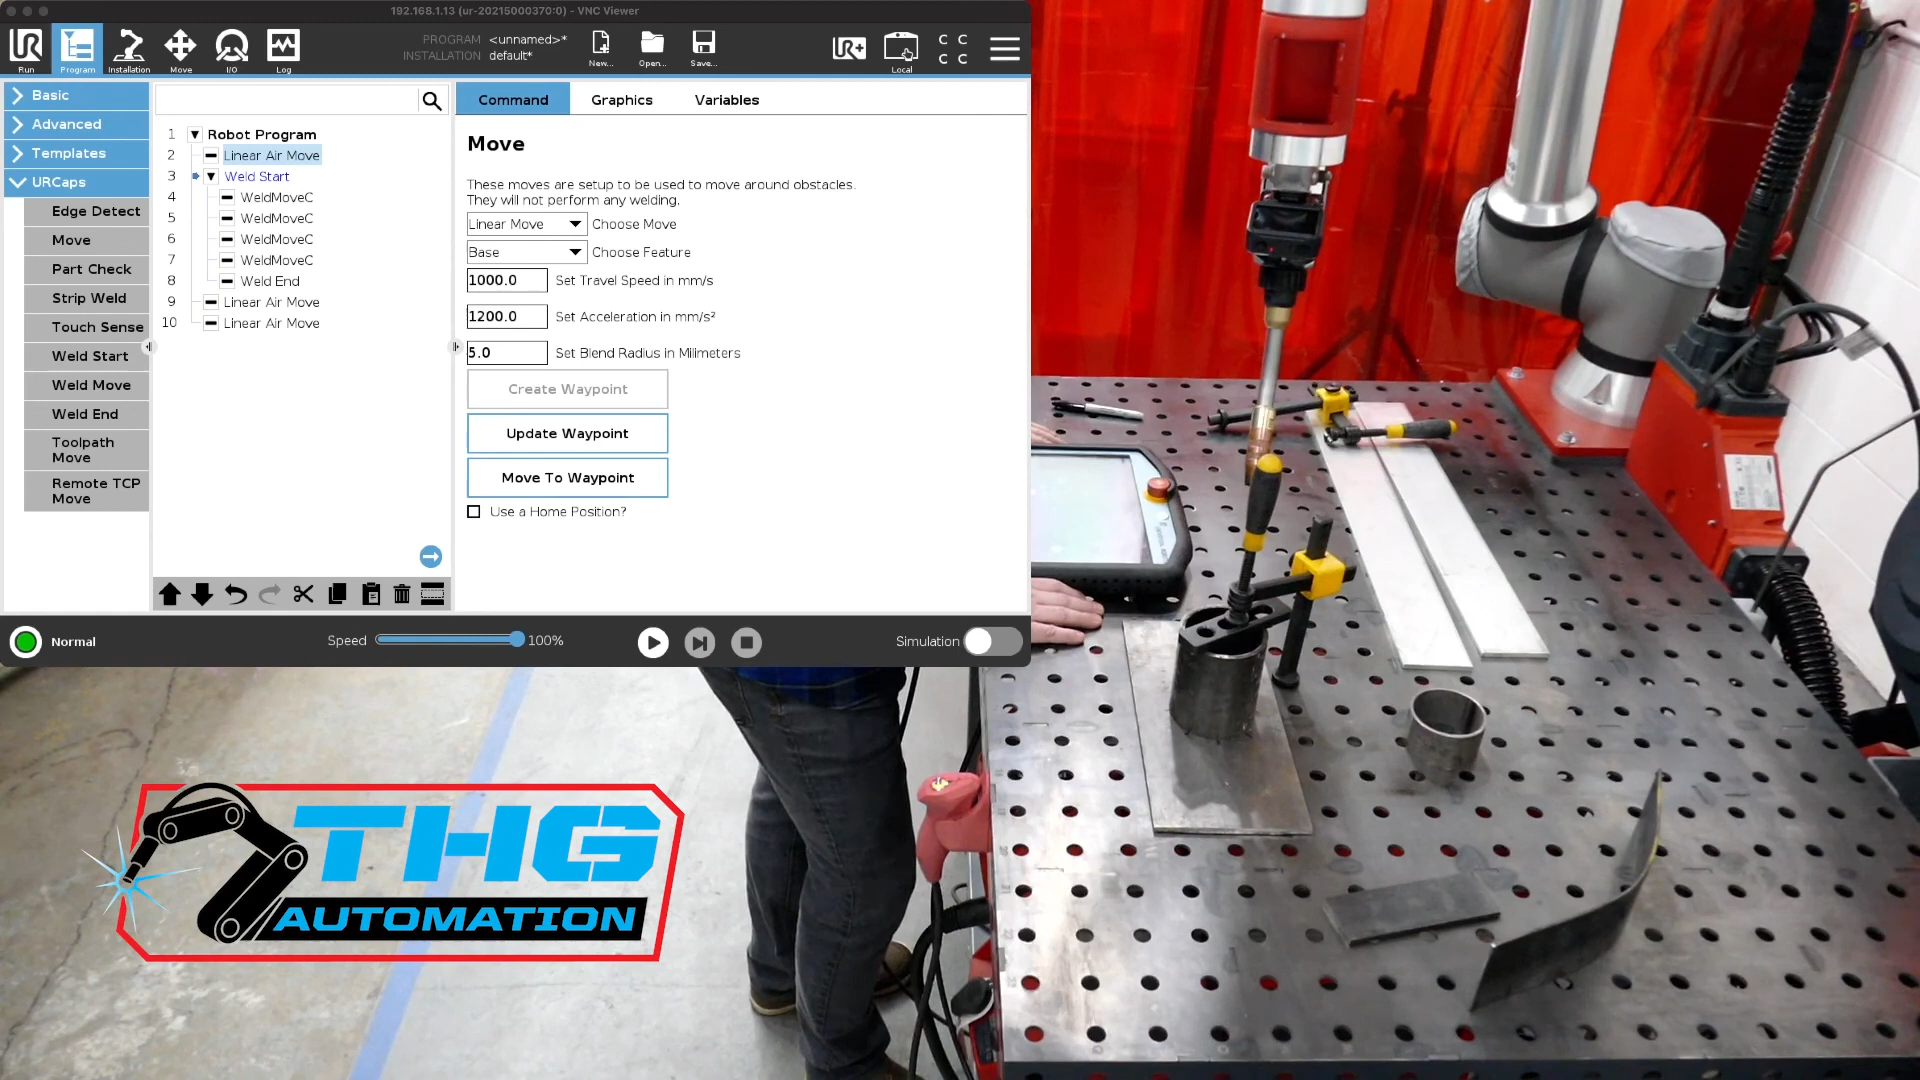 192.168.1.13 (ur-20215000370:0) - VNC Viewer
Run
Program
Installation
Move
I/O
Log
PROGRAM <unnamed>*
INSTALLATION default*
New...
Open...
Save...
UR+
Local
C C
C C
Basic
Advanced
Templates
URCaps
Edge Detect
Move
Part Check
Strip Weld
Touch Sense
Weld Start
Weld Move
Weld End
Toolpath
Move
Remote TCP
Move
1 Robot Program
2 Linear Air Move
3 Weld Start
4 WeldMoveC
5 WeldMoveC
6 WeldMoveC
7 WeldMoveC
8 Weld End
9 Linear Air Move
10 Linear Air Move
Command Graphics Variables
Move
These moves are setup to be used to move around obstacles.
They will not perform any welding.
Linear Move Choose Move
Base Choose Feature
1000.0 Set Travel Speed in mm/s
1200.0 Set Acceleration in mm/s²
5.0 Set Blend Radius in Milimeters
Create Waypoint
Update Waypoint
Move To Waypoint
Use a Home Position?
Normal
Speed 100%
Simulation
THG
AUTOMATION